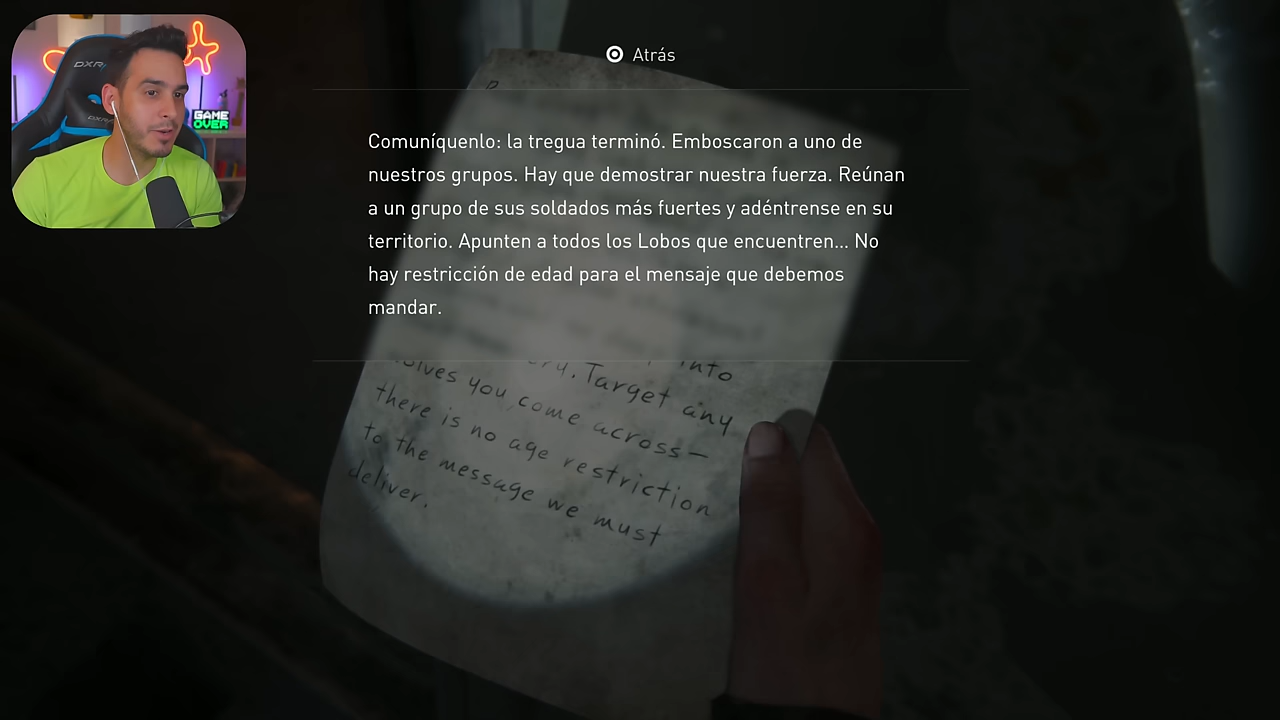 DXR
GAME
OVER
Atrás
Comuníquenlo: la tregua terminó. Emboscaron a uno de
nuestros grupos. Hay que demostrar nuestra fuerza. Reúnan
a un grupo de sus soldados más fuertes y adéntrense en su
territorio. Apunten a todos los Lobos que encuentren... No
hay restricción de edad para el mensaje que debemos
mandar.
into
Target any
you come across—
there is no age restriction
to the message we must
deliver.